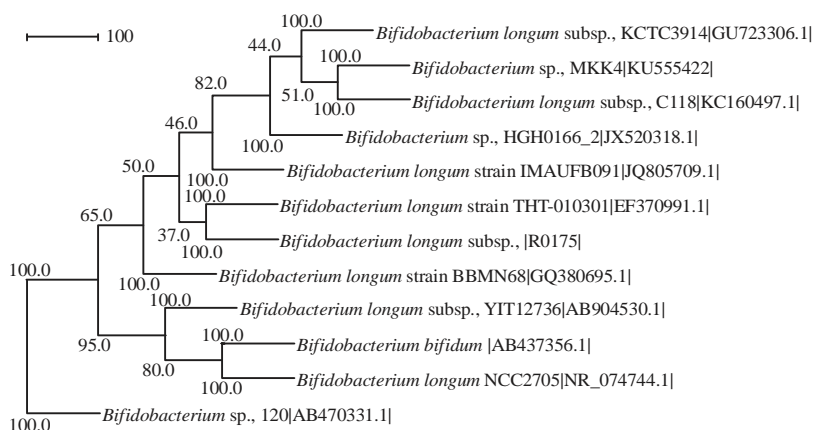 100
100.0
Bifidobacterium longum subsp., KCTC3914|GU723306.1|
44.0
100.0
Bifidobacterium sp., MKK4|KU555422|
82.0
51.0
100.0
Bifidobacterium longum subsp., C118|KC160497.1|
46.0
100.0
Bifidobacterium sp., HGH0166_2|JX520318.1|
50.0
100.0
Bifidobacterium longum strain IMAUFB091|JQ805709.1|
100.0
Bifidobacterium longum strain THT-010301|EF370991.1|
65.0
37.0
100.0
Bifidobacterium longum subsp., |R0175|
100.0
100.0
Bifidobacterium longum strain BBMN68|GQ380695.1|
100.0
Bifidobacterium longum subsp., YIT12736|AB904530.1|
95.0
100.0
Bifidobacterium bifidum |AB437356.1|
80.0
100.0
Bifidobacterium longum NCC2705|NR_074744.1|
100.0
Bifidobacterium sp., 120|AB470331.1|